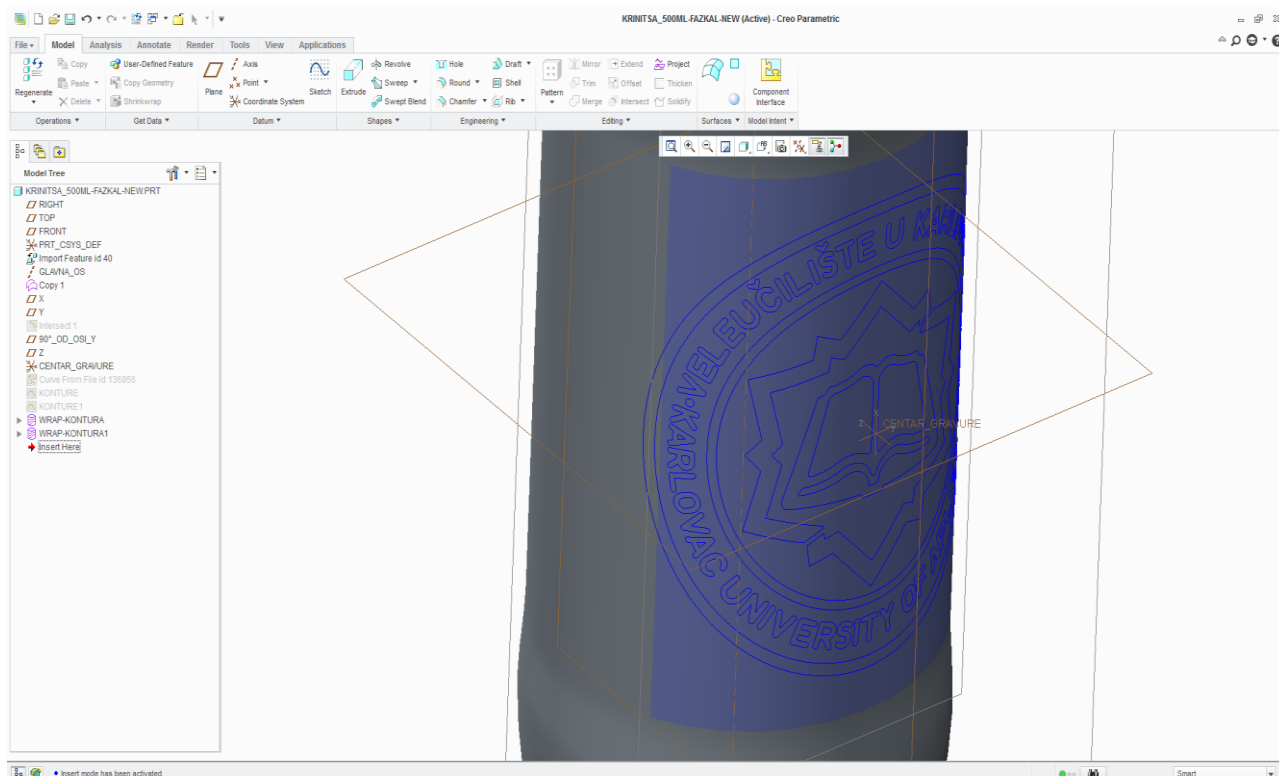 KRINITSA_500ML-FAZKAL-NEW (Active) - Creo Parametric
File Model Analysis Annotate Render Tools View Applications
Regenerate
Copy
Paste
Delete
User-Defined Feature
Copy Geometry
Shrinkwrap
Plane
Axis
Point
Coordinate System
Sketch
Extrude
Revolve
Sweep
Swept Blend
Hole
Round
Chamfer
Draft
Shell
Rib
Pattern
Mirror
Trim
Merge
Extend
Offset
Intersect
Project
Thicken
Solidify
Component
Interface
Operations Get Data Datum Shapes Engineering Editing Surfaces Model Intent
Model Tree
KRINITSA_500ML-FAZKAL-NEW.PRT
RIGHT
TOP
FRONT
PRT_CSYS_DEF
Import Feature id 40
GLAVNA_OS
Copy 1
X
Y
Intersect 1
90°_OD_OSI_Y
Z
CENTAR_GRAVURE
Curve From File id 136956
KONTURE
KONTURE1
WRAP-KONTURA
WRAP-KONTURA1
Insert Here
VELEUČILIŠTE U
KARLOVAC UNIVERSITY OF
z CENTAR_GRAVURE
Insert mode has been activated.
Smart